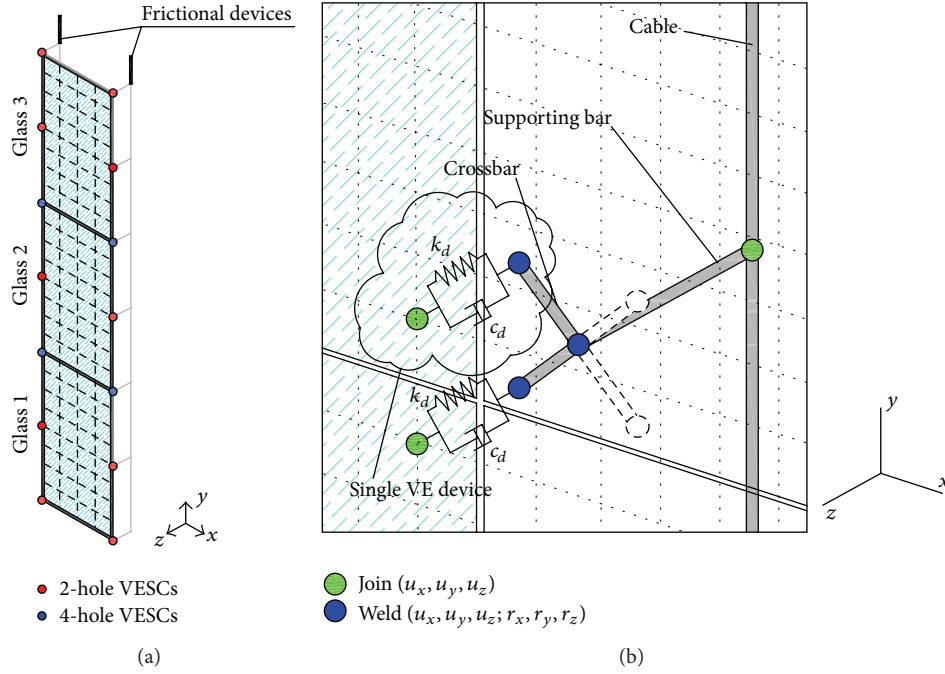 Frictional devices
Glass 3
Glass 2
Glass 1
y
z
x
2-hole VESCs
4-hole VESCs
(a)
Cable
Supporting bar
Crossbar
k_d
c_d
k_d
c_d
Single VE device
y
x
z
Join (u_x, u_y, u_z)
Weld (u_x, u_y, u_z; r_x, r_y, r_z)
(b)